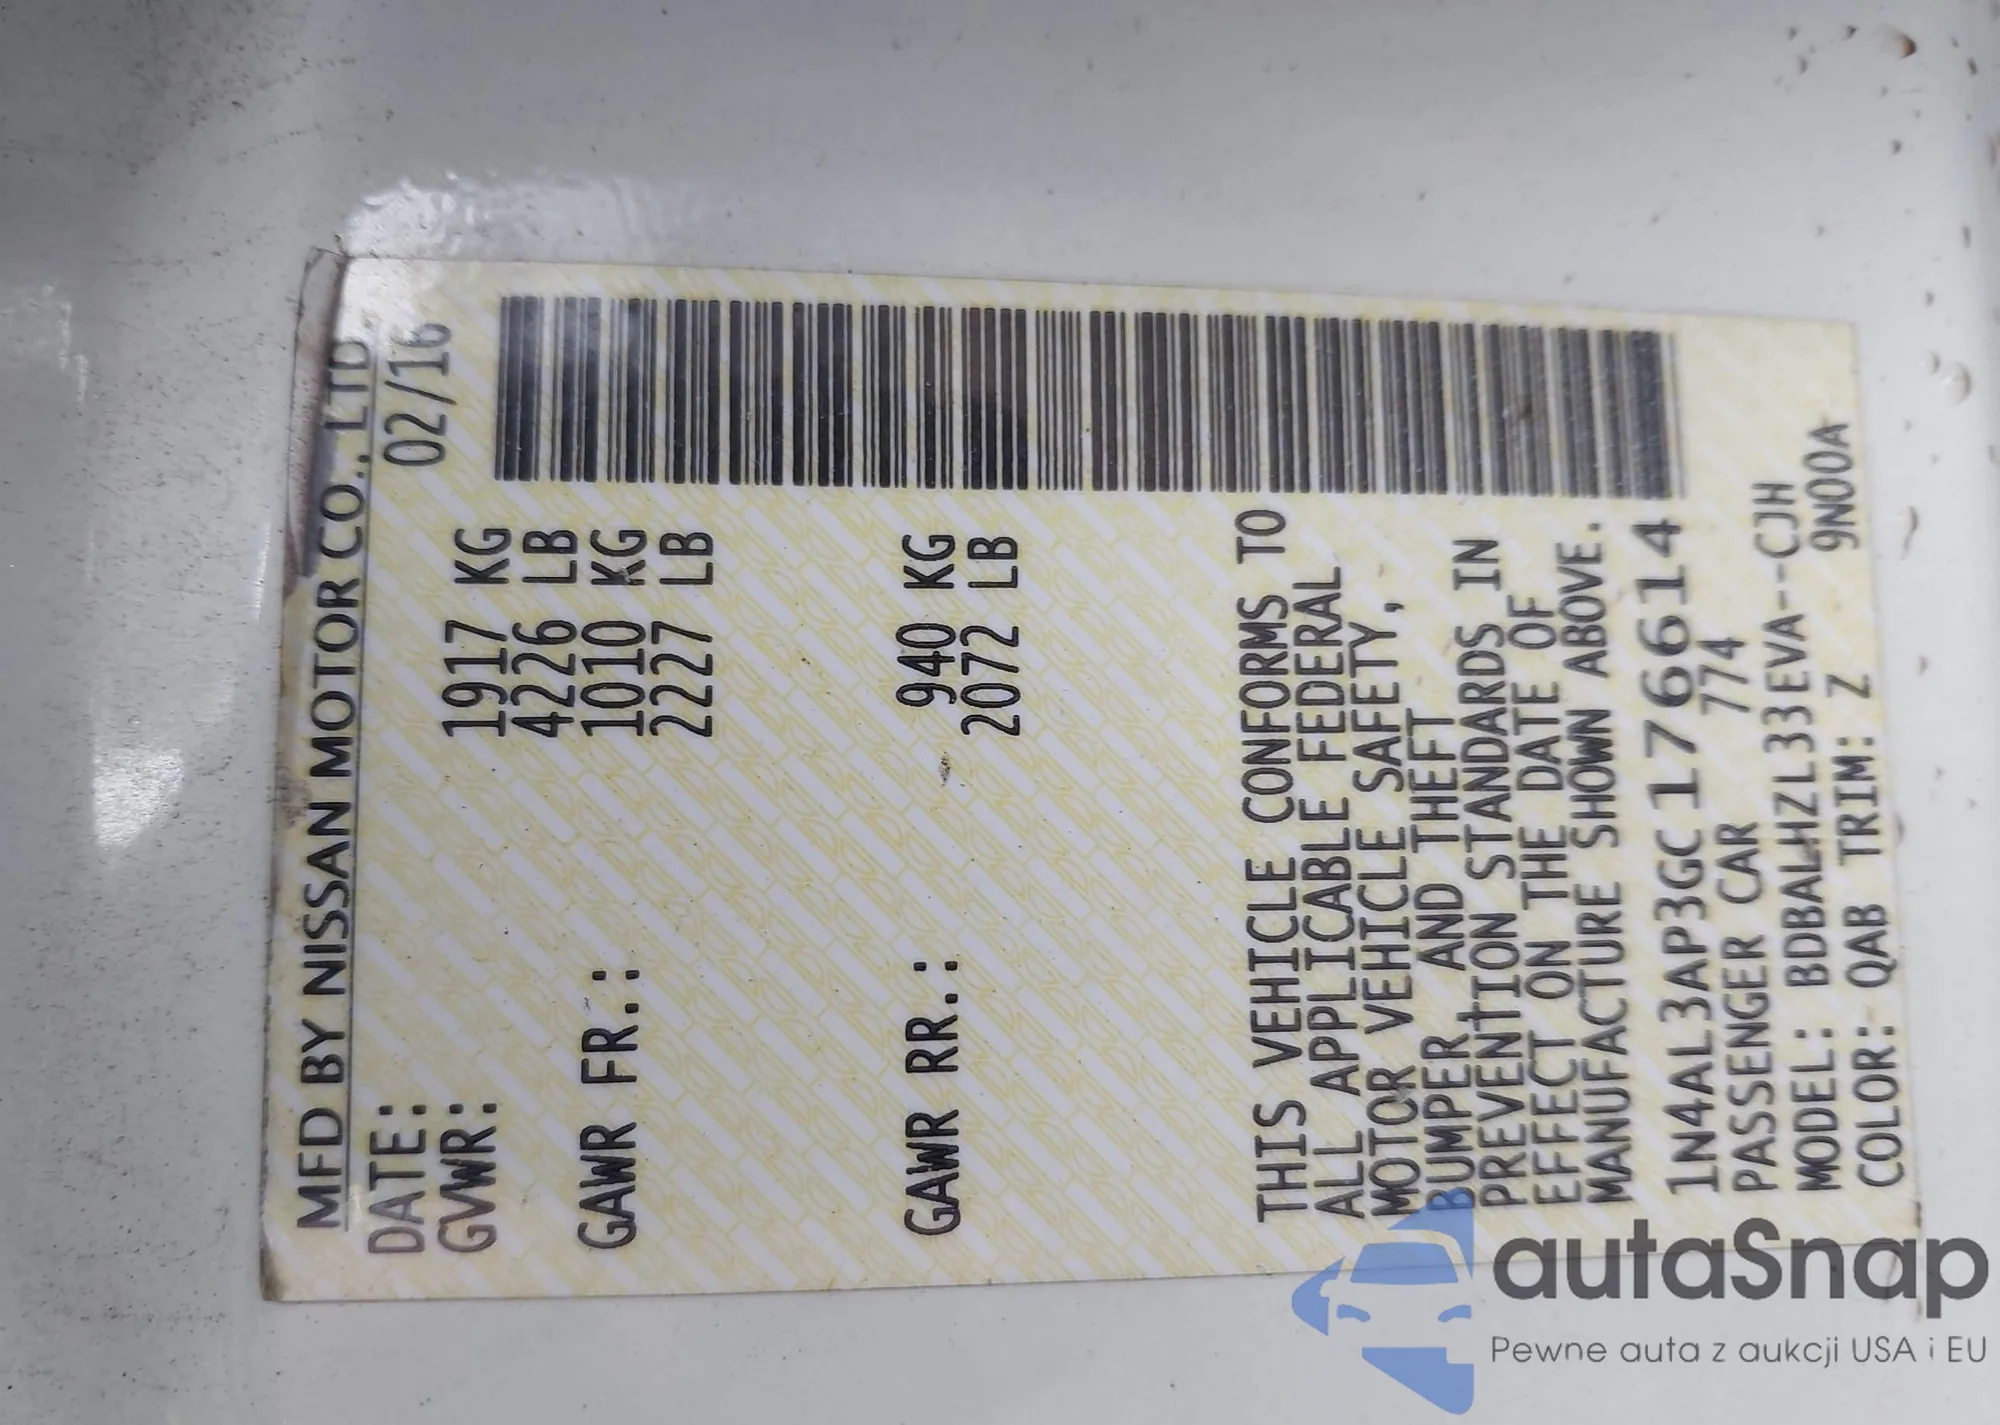 MFD BY NISSAN MOTOR CO., LTD
DATE: 02/16
GVWR: 1917 KG
4226 LB
GAWR FR.: 1010 KG
2227 LB
GAWR RR.: 940 KG
2072 LB
THIS VEHICLE CONFORMS TO
ALL APPLICABLE FEDERAL
MOTOR VEHICLE SAFETY,
BUMPER AND THEFT
PREVENTION STANDARDS IN
EFFECT ON THE DATE OF
MANUFACTURE SHOWN ABOVE.
1N4AL3AP3GC176614
PASSENGER CAR 774
MODEL: BDBALHZL33EVA--CJH
COLOR: QAB TRIM: Z 9N00A
autaSnap
Pewne auta z aukcji USA i EU